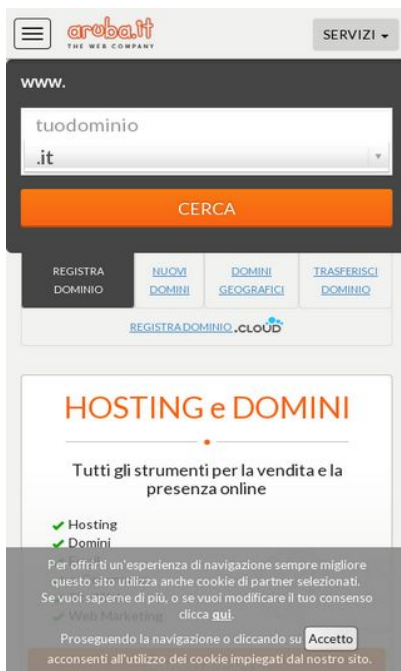 aruba.it
THE WEB COMPANY
SERVIZI
www.
tuodominio
.it
CERCA
REGISTRA DOMINIO
NUOVI DOMINI
DOMINI GEOGRAFICI
TRASFERISCI DOMINIO
REGISTRA DOMINIO .CLOUD
HOSTING e DOMINI
Tutti gli strumenti per la vendita e la
presenza online
Hosting
Domini
Per offrirti un'esperienza di navigazione sempre migliore
questo sito utilizza anche cookie di partner selezionati.
Se vuoi saperne di più, o se vuoi modificare il tuo consenso
clicca qui.
Web Marketing
Proseguendo la navigazione o cliccando su Accetto
acconsenti all'utilizzo dei cookie impiegati dal nostro sito.